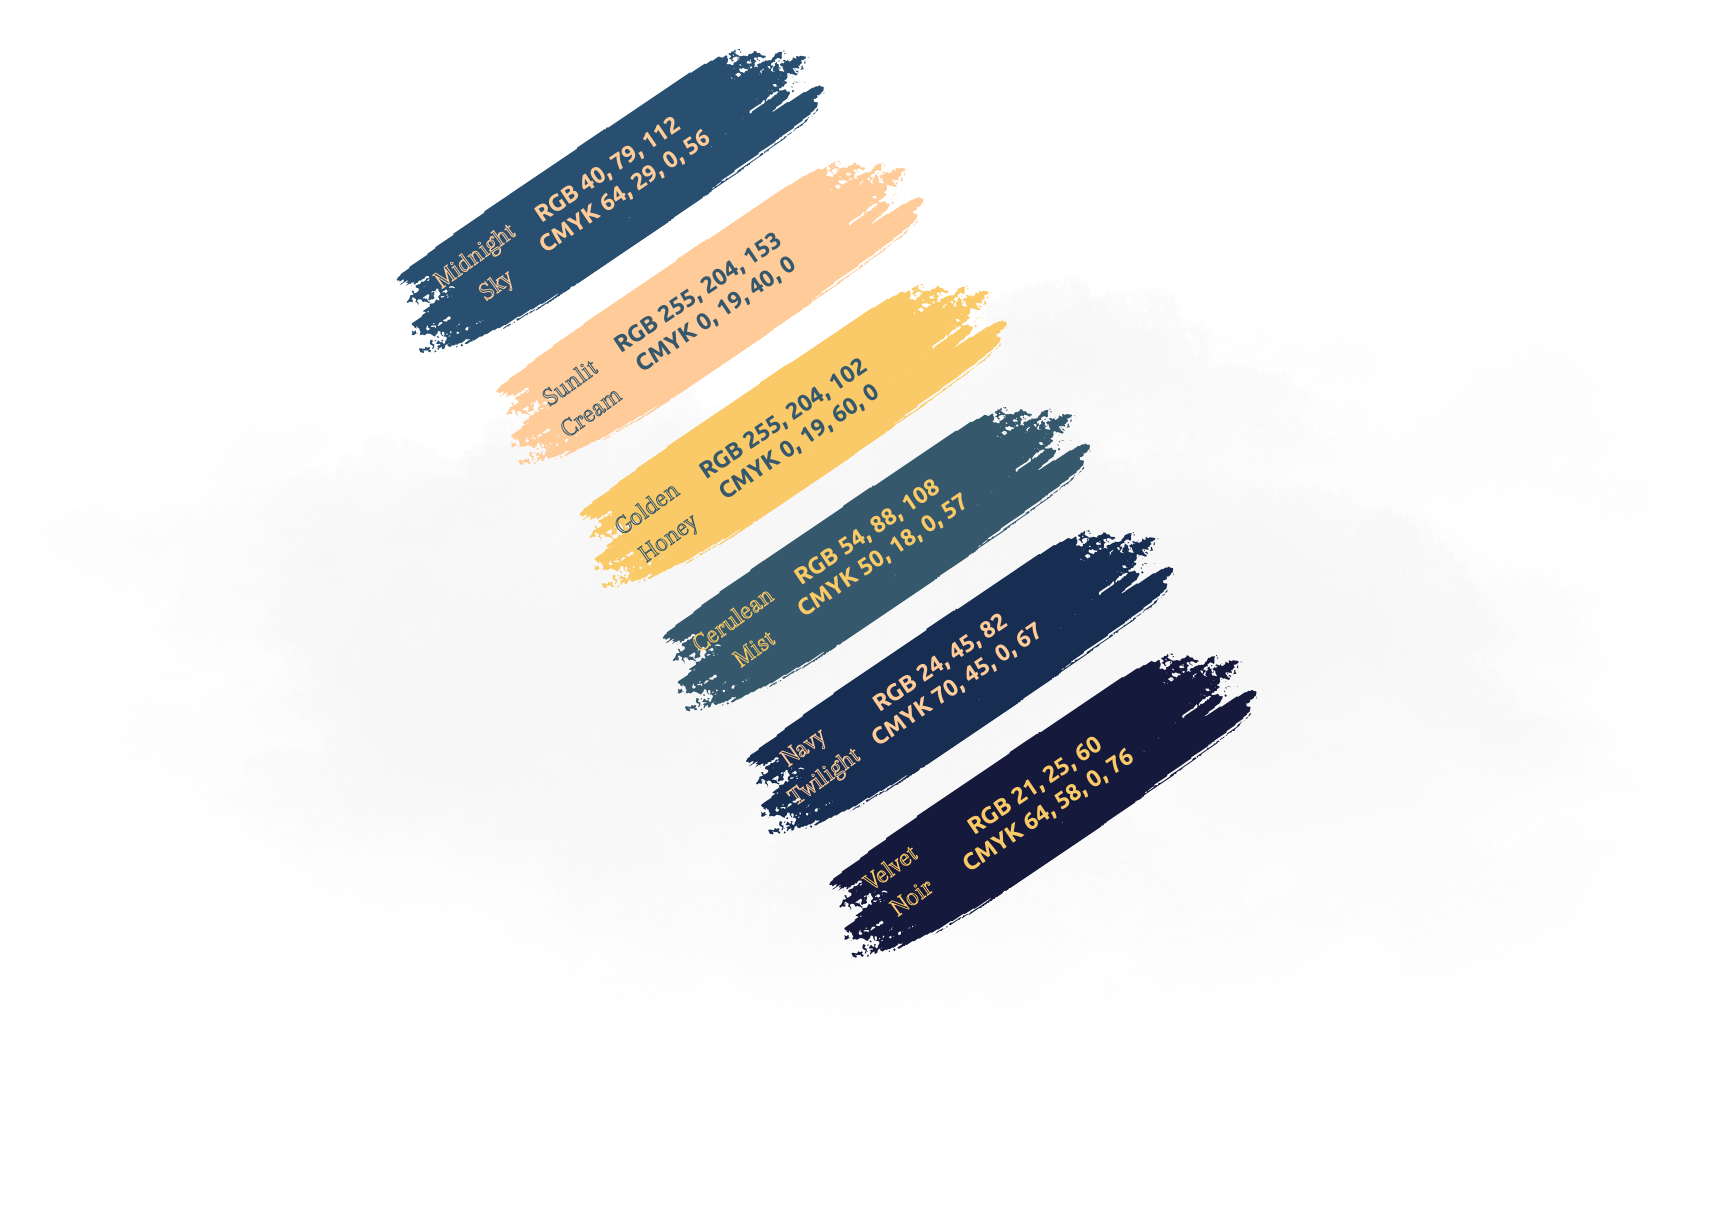 Midnight
Sky
RGB 40, 79, 112
CMYK 64, 29, 0, 56
Sunlit
Cream
RGB 255, 204, 153
CMYK 0, 19, 40, 0
Golden
Honey
RGB 255, 204, 102
CMYK 0, 19, 60, 0
Cerulean
Mist
RGB 54, 88, 108
CMYK 50, 18, 0, 57
Navy
Twilight
RGB 24, 45, 82
CMYK 70, 45, 0, 67
Velvet
Noir
RGB 21, 25, 60
CMYK 64, 58, 0, 76